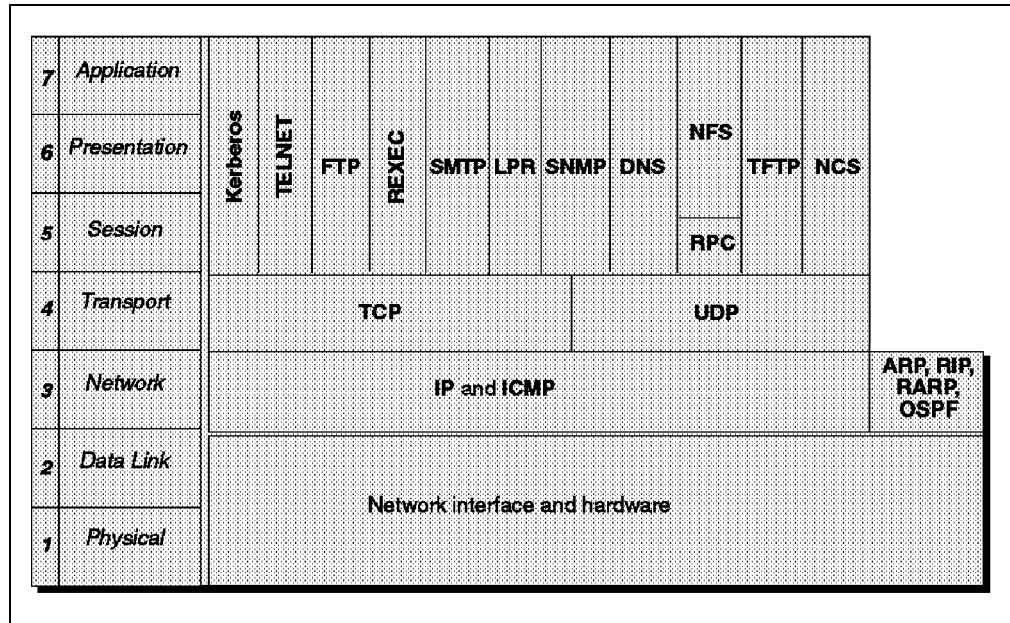 7 Application
6 Presentation
5 Session
4 Transport
3 Network
2 Data Link
1 Physical
Kerberos
TELNET
FTP
REXEC
SMTP
LPR
SNMP
DNS
NFS
RPC
TFTP
NCS
TCP
UDP
IP and ICMP
ARP, RIP,
RARP,
OSPF
Network interface and hardware